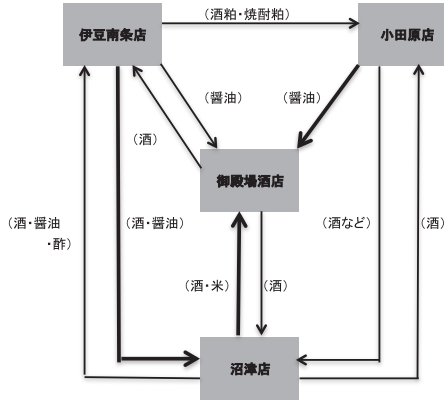 （酒粕・焼酎粕）
伊豆南条店
小田原店
（醤油）
（醤油）
（酒）
御殿場酒店
（酒・醤油
・酢）
（酒・醤油）
（酒など）
（酒）
（酒・米）
（酒）
沼津店